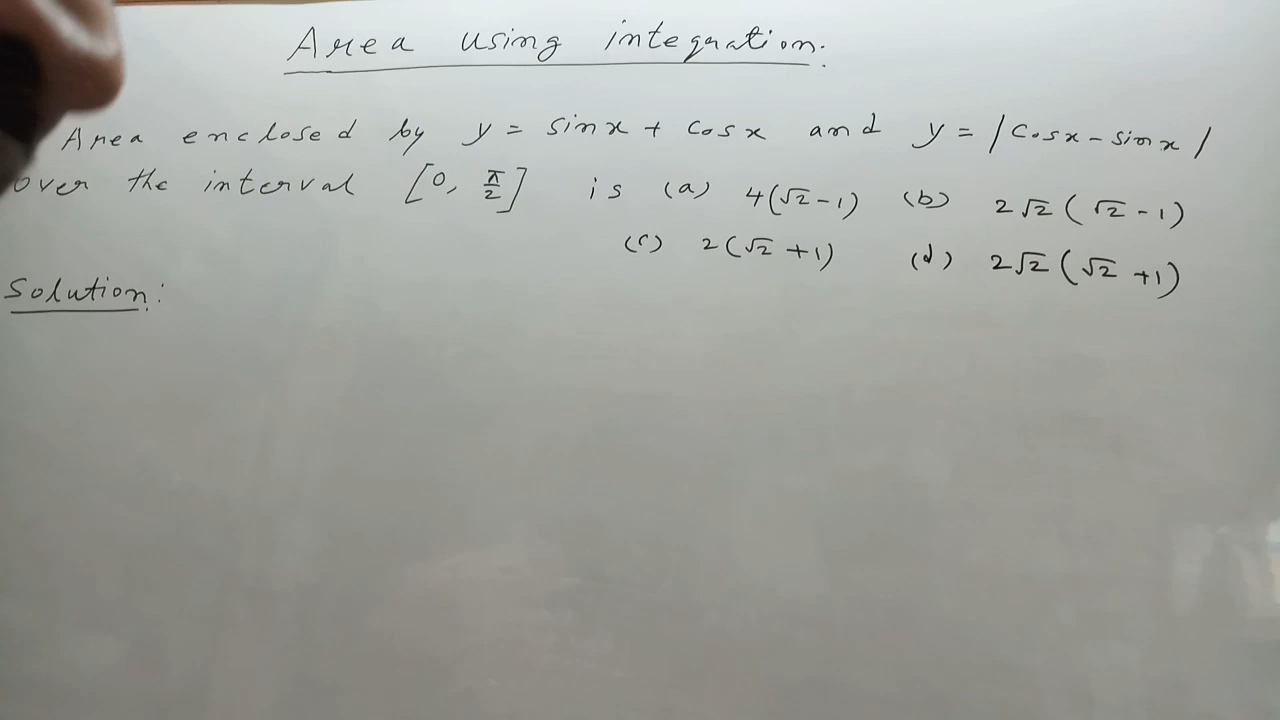 Area using integration:
Area enclosed by y = sinx + cosx and y = |cosx - sinx|
over the interval [0, π/2] is (a) 4(√2-1) (b) 2√2(√2-1)
(c) 2(√2+1) (d) 2√2(√2+1)
Solution: